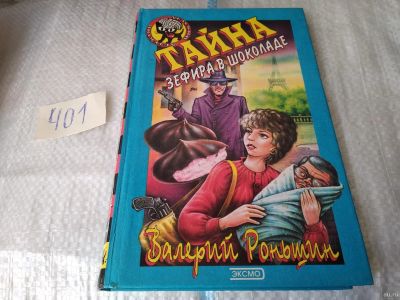 ТАЙНА
ЗЕФИРА В ШОКОЛАДЕ
401
Валерий Роньшин
ЭКСМО